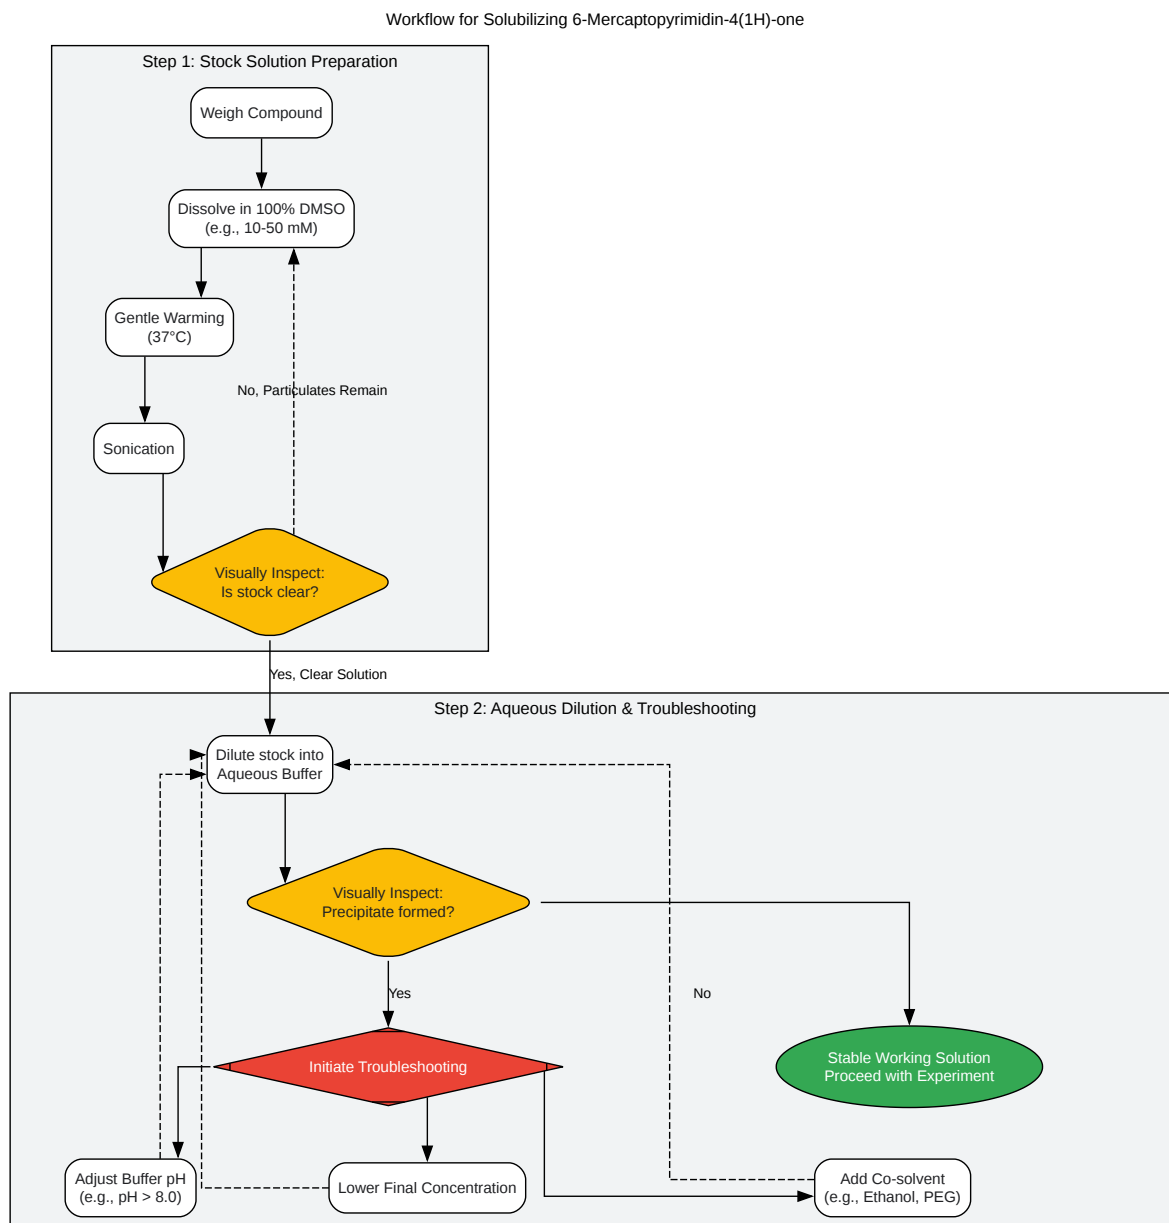 Workflow for Solubilizing 6-Mercaptopyrimidin-4(1H)-one
Step 1: Stock Solution Preparation
Weigh Compound
Dissolve in 100% DMSO
(e.g., 10-50 mM)
Gentle Warming
(37°C)
No, Particulates Remain
Sonication
Visually Inspect:
Is stock clear?
Yes, Clear Solution
Step 2: Aqueous Dilution & Troubleshooting
Dilute stock into
Aqueous Buffer
Visually Inspect:
Precipitate formed?
Yes
No
Initiate Troubleshooting
Stable Working Solution
Proceed with Experiment
Adjust Buffer pH
(e.g., pH > 8.0)
Lower Final Concentration
Add Co-solvent
(e.g., Ethanol, PEG)